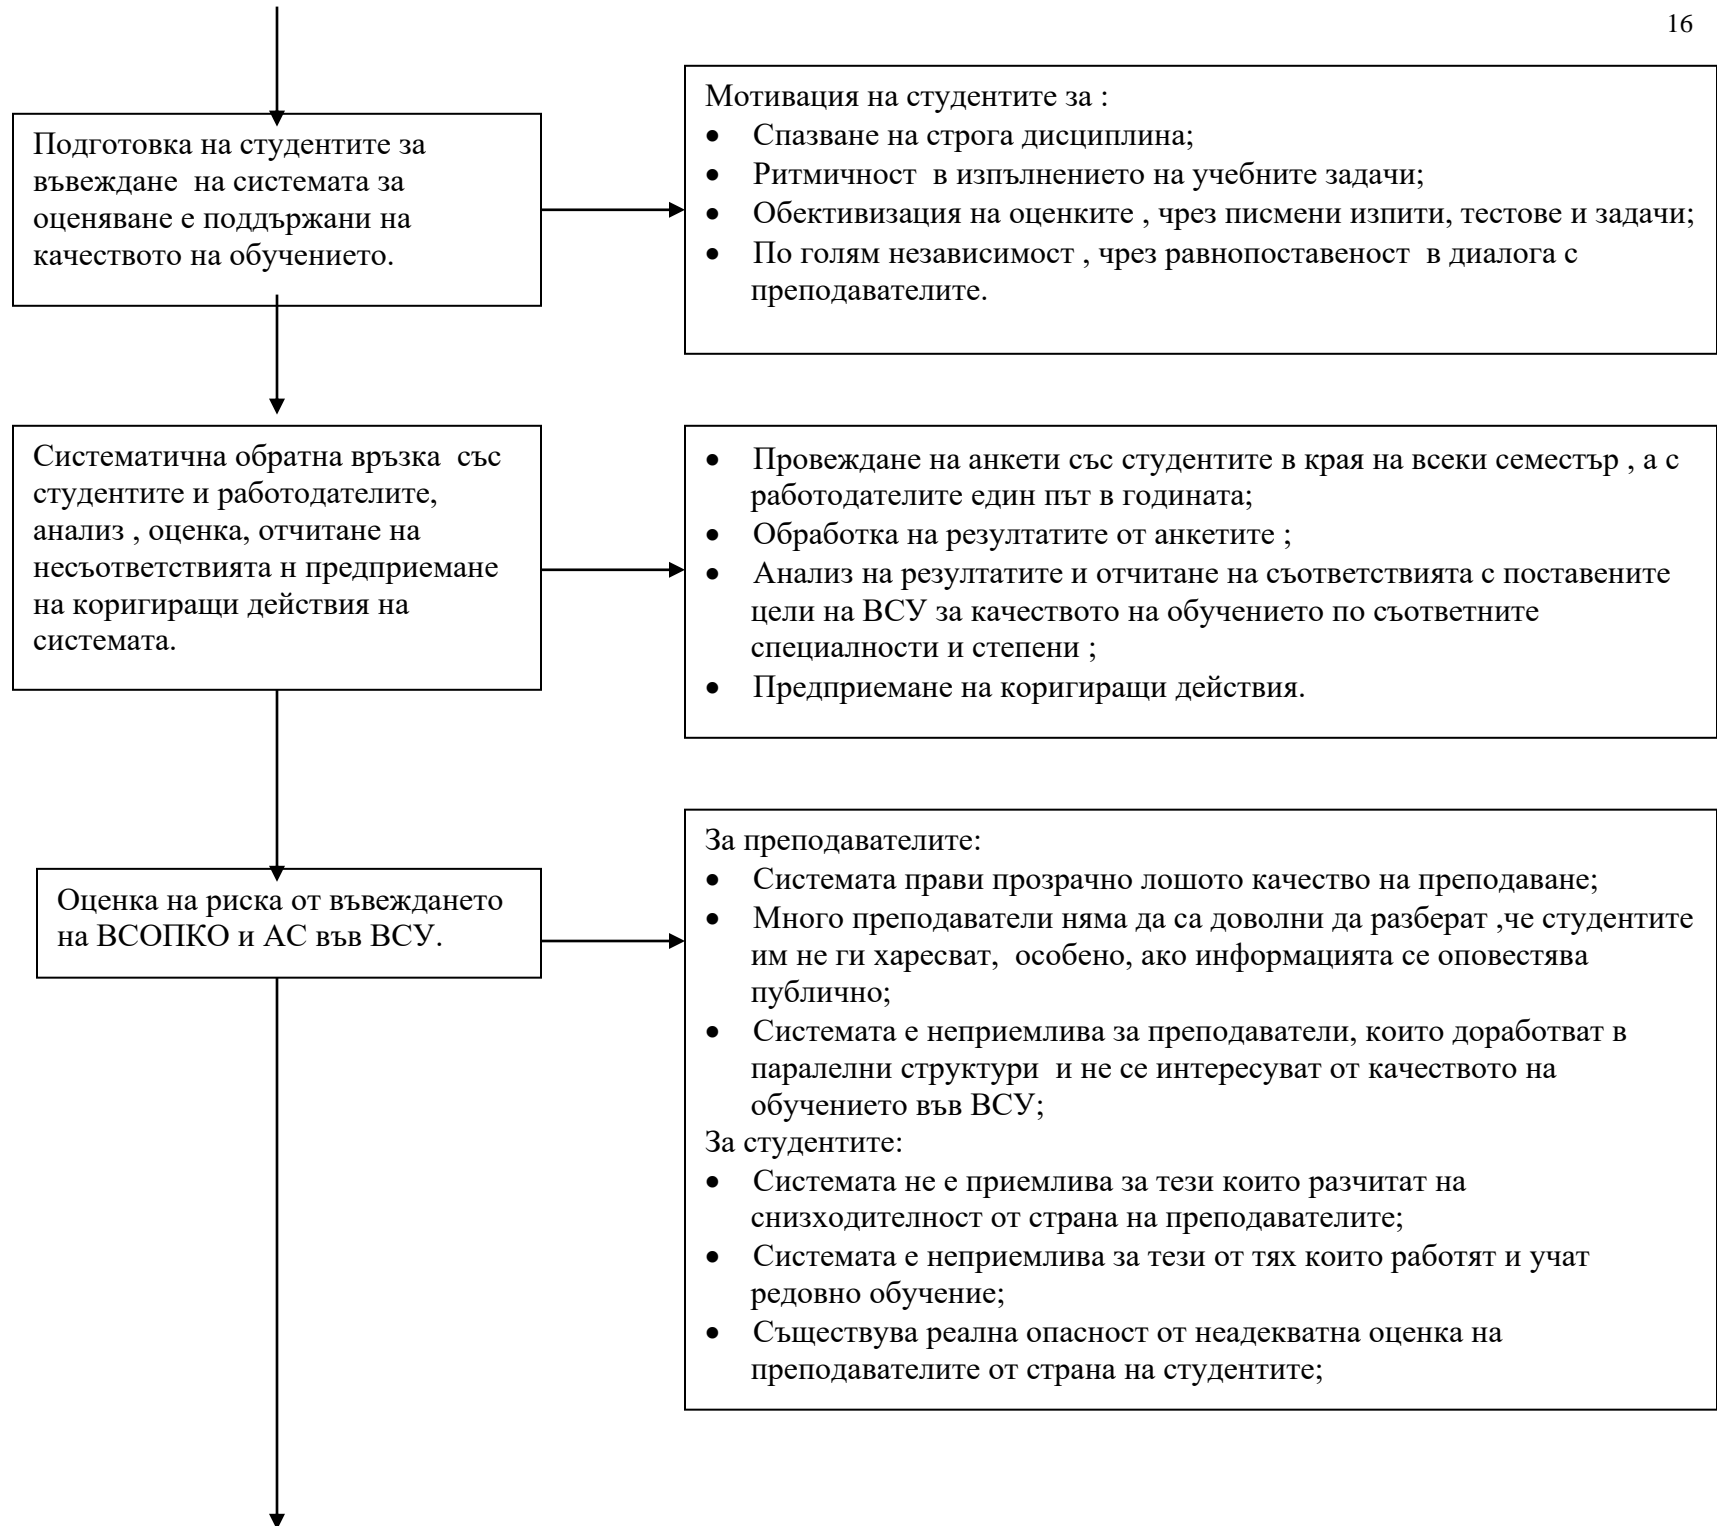 16
Подготовка на студентите за
въвеждане на системата за
оценяване е поддържани на
качеството на обучението.
Мотивация на студентите за :
• Спазване на строга дисциплина;
• Ритмичност в изпълнението на учебните задачи;
• Обективизация на оценките , чрез писмени изпити, тестове и задачи;
• По голям независимост , чрез равнопоставеност в диалога с
преподавателите.
Систематична обратна връзка със
студентите и работодателите,
анализ , оценка, отчитане на
несъответствията н предприемане
на коригиращи действия на
системата.
• Провеждане на анкети със студентите в края на всеки семестър , а с
работодателите един път в годината;
• Обработка на резултатите от анкетите ;
• Анализ на резултатите и отчитане на съответствията с поставените
цели на ВСУ за качеството на обучението по съответните
специалности и степени ;
• Предприемане на коригиращи действия.
Оценка на риска от въвеждането
на ВСОПКО и АС във ВСУ.
За преподавателите:
• Системата прави прозрачно лошото качество на преподаване;
• Много преподаватели няма да са доволни да разберат ,че студентите
им не ги харесват, особено, ако информацията се оповестява
публично;
• Системата е неприемлива за преподаватели, които доработват в
паралелни структури и не се интересуват от качеството на
обучението във ВСУ;
За студентите:
• Системата не е приемлива за тези които разчитат на
снизходителност от страна на преподавателите;
• Системата е неприемлива за тези от тях които работят и учат
редовно обучение;
• Съществува реална опасност от неадекватна оценка на
преподавателите от страна на студентите;